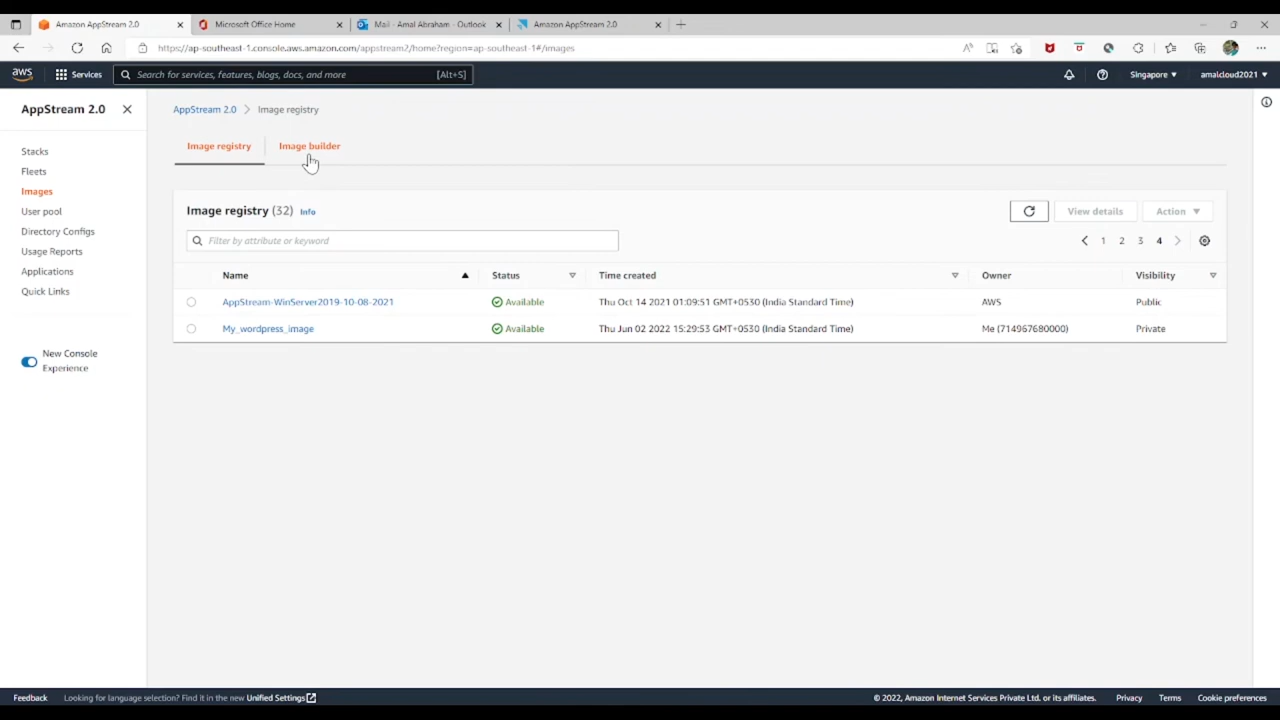 Amazon AppStream 2.0
Microsoft Office Home
Mail - Amal Abraham - Outlook
Amazon AppStream 2.0
https://ap-southeast-1.console.aws.amazon.com/appstream2/home?region=ap-southeast-1#/images
aws
Services
Search for services, features, blogs, docs, and more
[Alt+S]
Singapore
amalcloud2021
AppStream 2.0
Stacks
Fleets
Images
User pool
Directory Configs
Usage Reports
Applications
Quick Links
New Console
Experience
AppStream 2.0 > Image registry
Image registry
Image builder
Image registry (32) Info
View details
Action
Filter by attribute or keyword
1 2 3 4
Name Status Time created Owner Visibility
AppStream-WinServer2019-10-08-2021 Available Thu Oct 14 2021 01:09:51 GMT+0530 (India Standard Time) AWS Public
My_wordpress_image Available Thu Jun 02 2022 15:29:53 GMT+0530 (India Standard Time) Me (714967680000) Private
Feedback Looking for language selection? Find it in the new Unified Settings © 2022, Amazon Internet Services Private Ltd. or its affiliates. Privacy Terms Cookie preferences